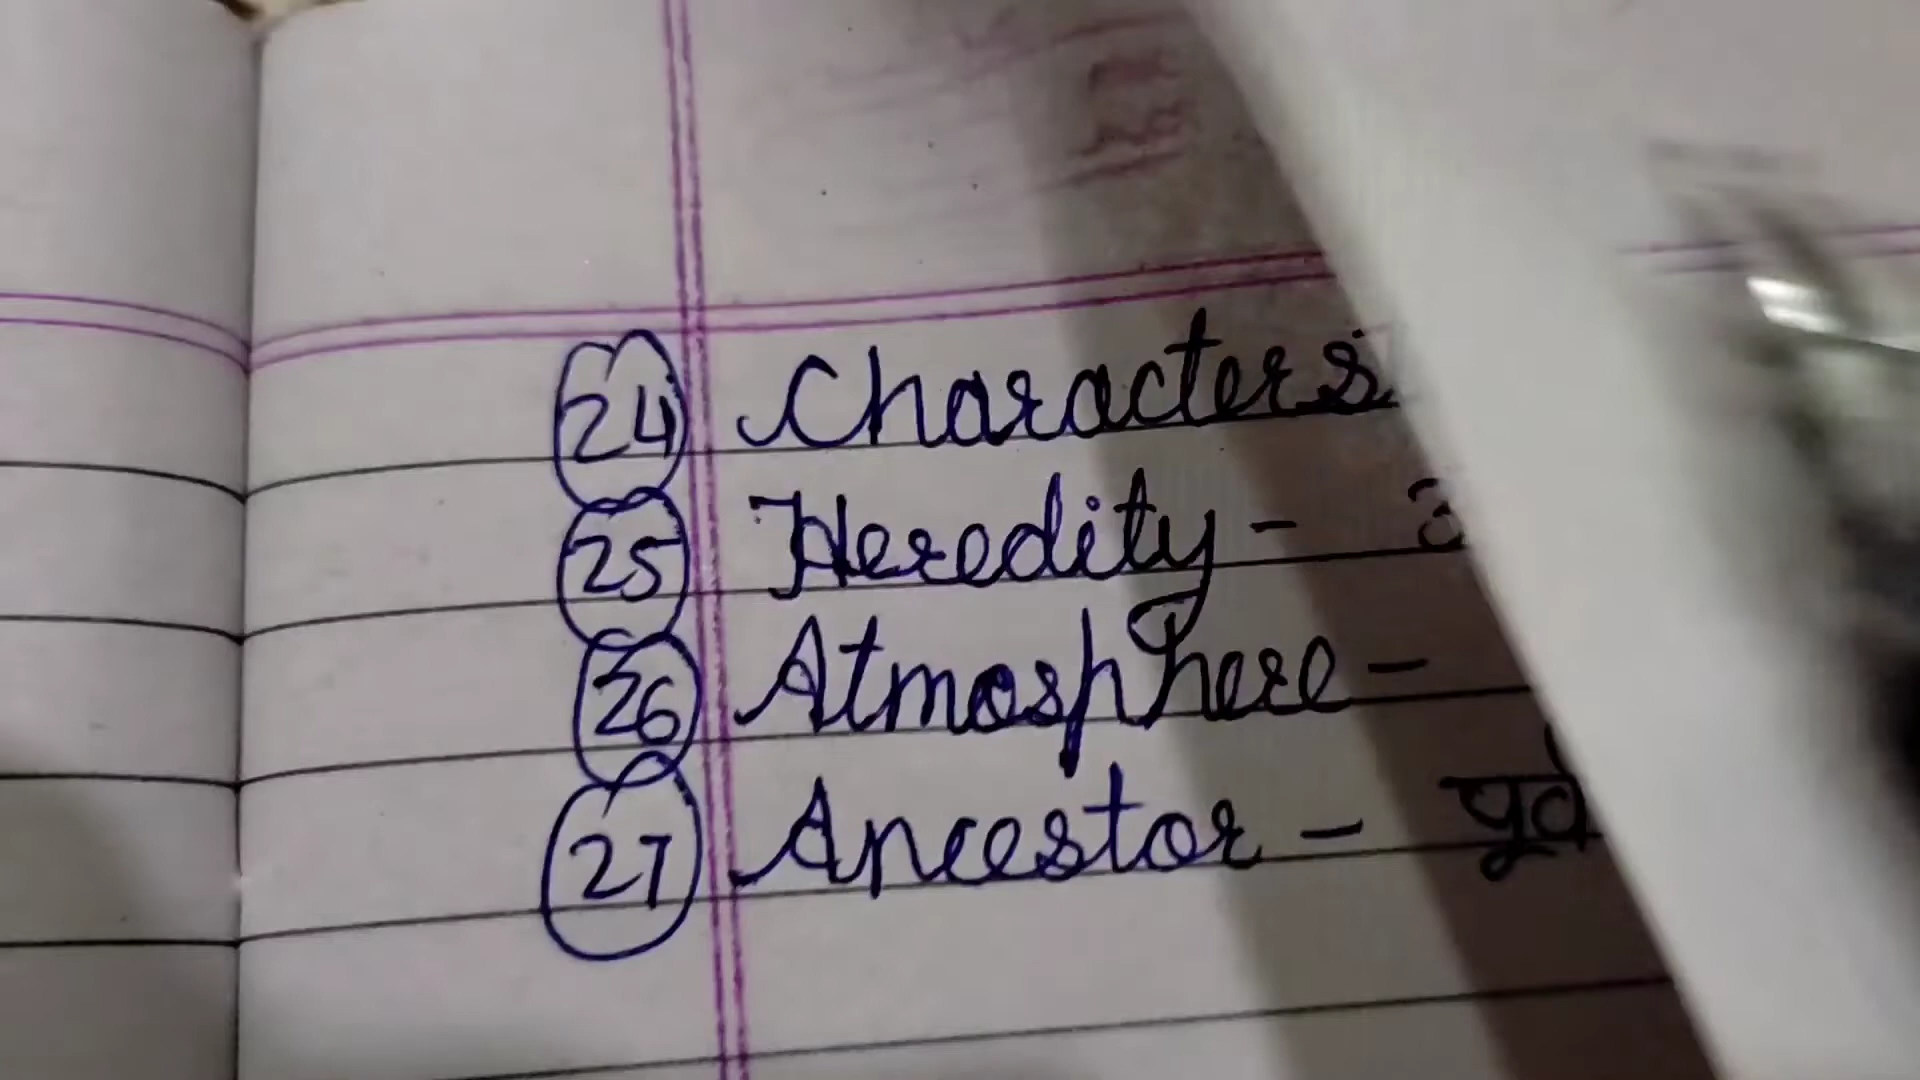 24 Characters
25 Heredity -
26 Atmosphere -
27 Ancestor - पूर्व